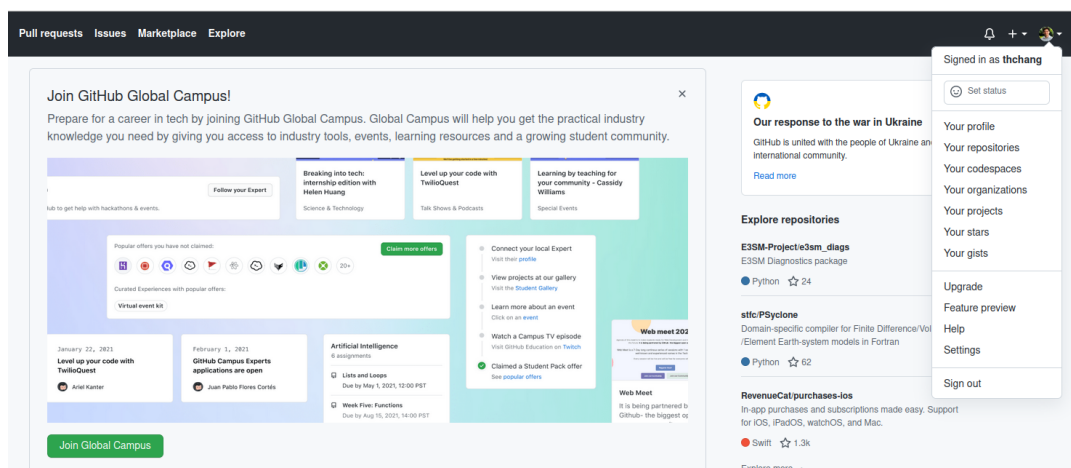 Pull requests Issues Marketplace Explore
Signed in as thchang
Set status
Your profile
Your repositories
Your codespaces
Your organizations
Your projects
Your stars
Your gists
Upgrade
Feature preview
Help
Settings
Sign out
Join GitHub Global Campus!
Prepare for a career in tech by joining GitHub Global Campus. Global Campus will help you get the practical industry
knowledge you need by giving you access to industry tools, events, learning resources and a growing student community.
Follow your Expert
to get help with hackathons & events.
Breaking into tech:
internship edition with
Helen Huang
Science & Technology
Level up your code with
TwilioQuest
Talk Shows & Podcasts
Learning by teaching for
your community - Cassidy
Williams
Special Events
Popular offers you have not claimed:
Claim more offers
20+
Curated Experiences with popular offers:
Virtual event kit
Connect your local Expert
Visit their profile
View projects at our gallery
Visit the Student Gallery
Learn more about an event
Click on an event
Watch a Campus TV episode
Visit GitHub Education on Twitch
Claimed a Student Pack offer
See popular offers
January 22, 2021
Level up your code with
TwilioQuest
Ariel Kanter
February 1, 2021
GitHub Campus Experts
applications are open
Juan Pablo Flores Cortés
Artificial Intelligence
6 assignments
Lists and Loops
Due by May 1, 2021, 12:00 PST
Week Five: Functions
Due by Aug 15, 2021, 14:00 PST
Web meet 202
Web Meet
It is being partnered b
Github- the biggest op
Join Global Campus
Our response to the war in Ukraine
GitHub is united with the people of Ukraine an
international community.
Read more
Explore repositories
E3SM-Project/e3sm_diags
E3SM Diagnostics package
Python 24
stfc/PSyclone
Domain-specific compiler for Finite Difference/Vol
/Element Earth-system models in Fortran
Python 62
RevenueCat/purchases-ios
In-app purchases and subscriptions made easy. Support
for iOS, iPadOS, watchOS, and Mac.
Swift 1.3k
Explore more